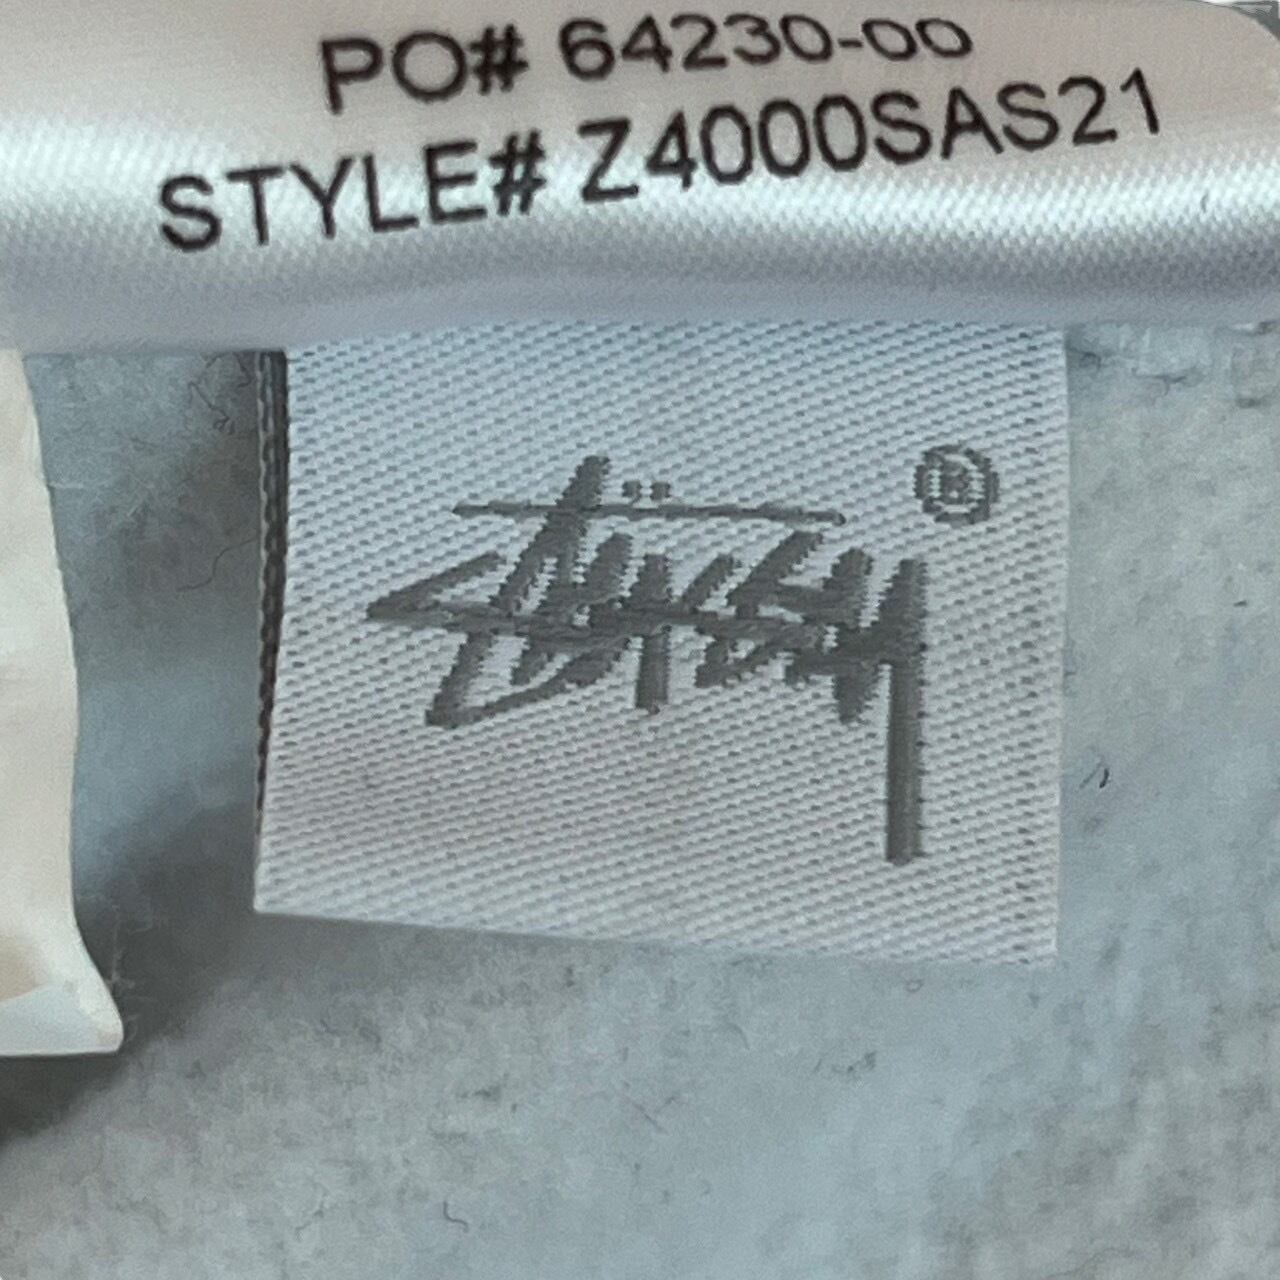 PO# 64230-00
STYLE# Z4000SAS21
Stüssy ®